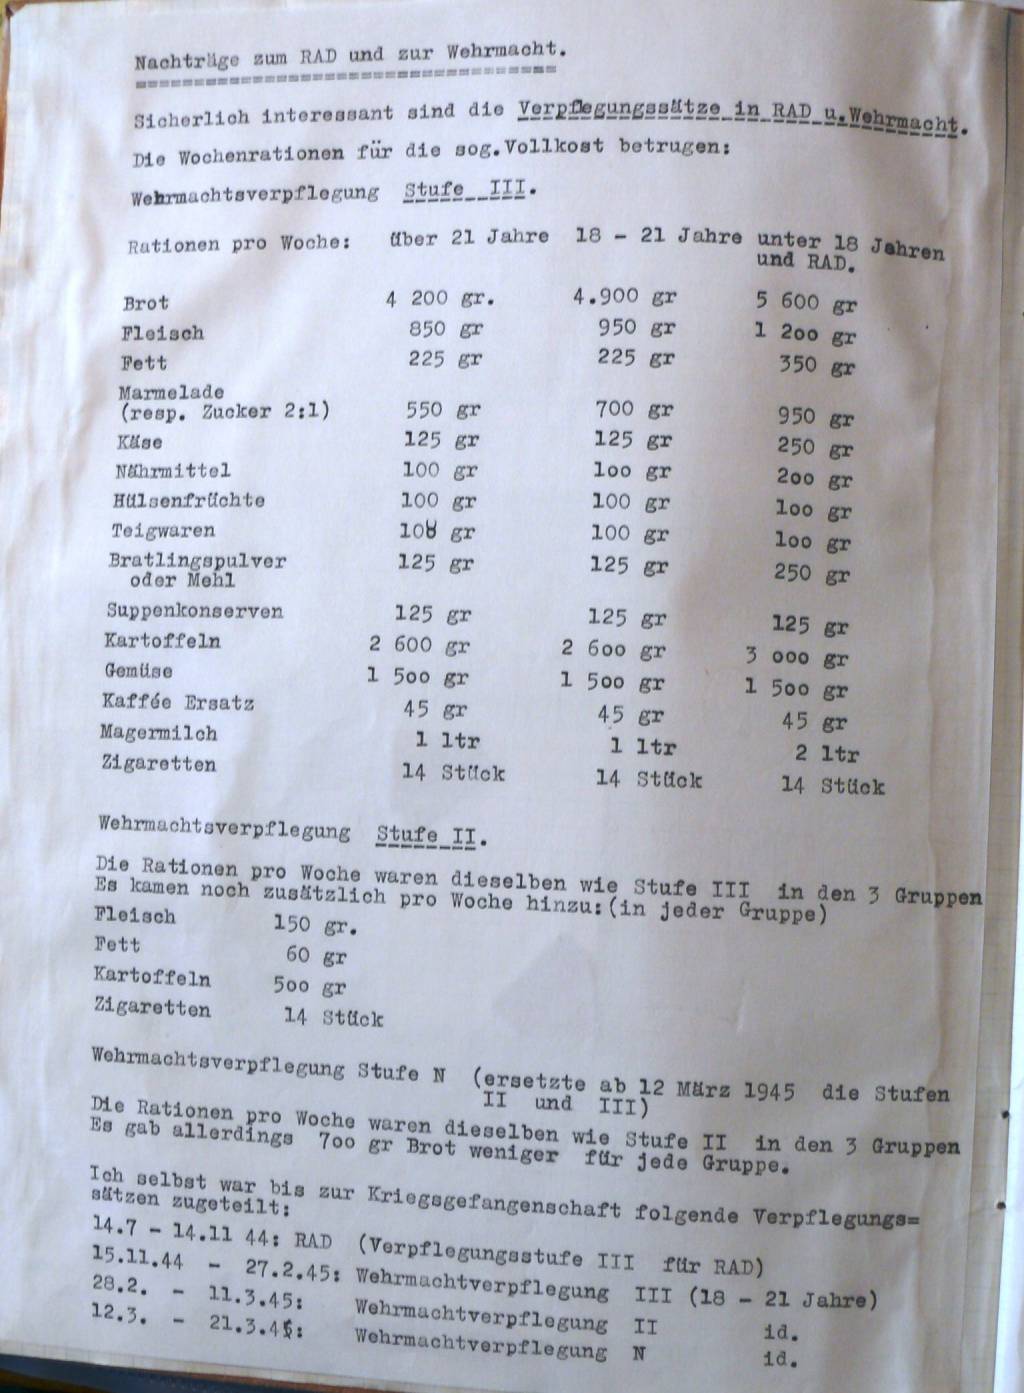 Nachträge zum RAD und zur Wehrmacht.
Sicherlich interessant sind die Verpflegungssätze in RAD u.Wehrmacht.
Die Wochenrationen für die sog.Vollkost betrugen:
Wehrmachtsverpflegung Stufe III.
Rationen pro Woche: über 21 Jahre 18 - 21 Jahre unter 18 Jahren
und RAD.
Brot 4 200 gr. 4.900 gr 5 600 gr
Fleisch 850 gr 950 gr 1 2oo gr
Fett 225 gr 225 gr 350 gr
Marmelade
(resp. Zucker 2:1) 550 gr 700 gr 950 gr
Käse 125 gr 125 gr 250 gr
Nährmittel 100 gr 1oo gr 2oo gr
Hülsenfrüchte 100 gr 100 gr 1oo gr
Teigwaren 100 gr 100 gr 1oo gr
Bratlingspulver 125 gr 125 gr 250 gr
oder Mehl
Suppenkonserven 125 gr 125 gr 125 gr
Kartoffeln 2 600 gr 2 6oo gr 3 ooo gr
Gemüse 1 5oo gr 1 5oo gr 1 5oo gr
Kaffée Ersatz 45 gr 45 gr 45 gr
Magermilch 1 ltr 1 ltr 2 ltr
Zigaretten 14 Stück 14 Stück 14 Stück
Wehrmachtsverpflegung Stufe II.
Die Rationen pro Woche waren dieselben wie Stufe III in den 3 Gruppen
Es kamen noch zusätzlich pro Woche hinzu:(in jeder Gruppe)
Fleisch 150 gr.
Fett 60 gr
Kartoffeln 5oo gr
Zigaretten 14 Stück
Wehrmachtsverpflegung Stufe N (ersetzte ab 12 März 1945 die Stufen
II und III)
Die Rationen pro Woche waren dieselben wie Stufe II in den 3 Gruppen
Es gab allerdings 7oo gr Brot weniger für jede Gruppe.
Ich selbst war bis zur Kriegsgefangenschaft folgende Verpflegungs=
sätzen zugeteilt:
14.7 - 14.11 44: RAD (Verpflegungsstufe III für RAD)
15.11.44 - 27.2.45: Wehrmachtverpflegung III (18 - 21 Jahre)
28.2. - 11.3.45: Wehrmachtverpflegung II id.
12.3. - 21.3.45: Wehrmachtverpflegung N id.